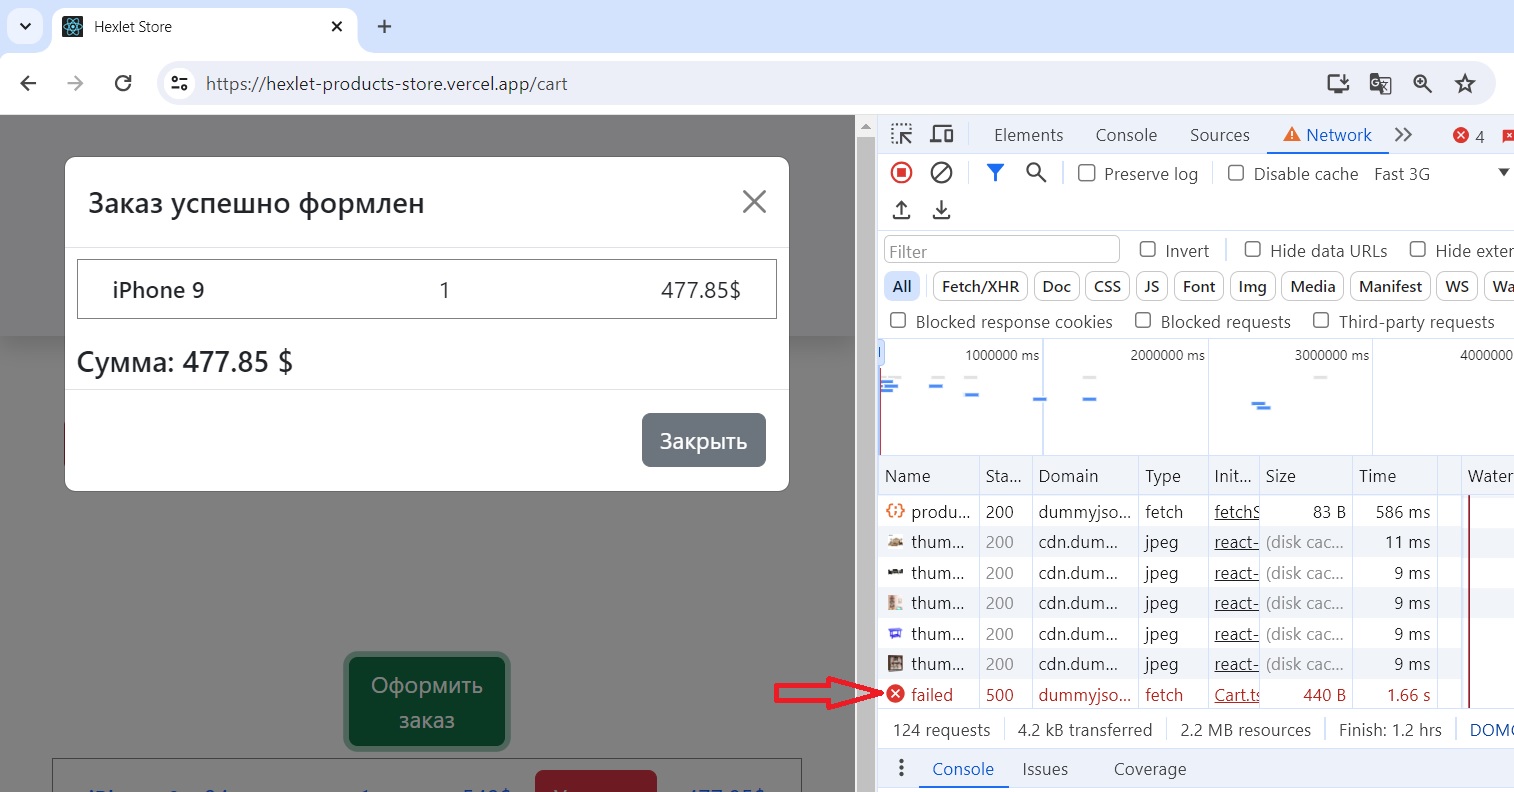 Hexlet Store
https://hexlet-products-store.vercel.app/cart
Заказ успешно формлен
iPhone 9 1 477.85$
Сумма: 477.85 $
Закрыть
Оформить
заказ
Elements Console Sources Network 4
Preserve log Disable cache Fast 3G
Filter Invert Hide data URLs Hide exter
All Fetch/XHR Doc CSS JS Font Img Media Manifest WS Wa
Blocked response cookies Blocked requests Third-party requests
1000000 ms 2000000 ms 3000000 ms 4000000
Name Sta... Domain Type Init... Size Time Water
produ... 200 dummyjso... fetch fetchS 83 B 586 ms
thum... 200 cdn.dum... jpeg react- (disk cac... 11 ms
thum... 200 cdn.dum... jpeg react- (disk cac... 9 ms
thum... 200 cdn.dum... jpeg react- (disk cac... 9 ms
thum... 200 cdn.dum... jpeg react- (disk cac... 9 ms
thum... 200 cdn.dum... jpeg react- (disk cac... 9 ms
failed 500 dummyjso... fetch Cart.ts 440 B 1.66 s
124 requests 4.2 kB transferred 2.2 MB resources Finish: 1.2 hrs DOMC
Console Issues Coverage